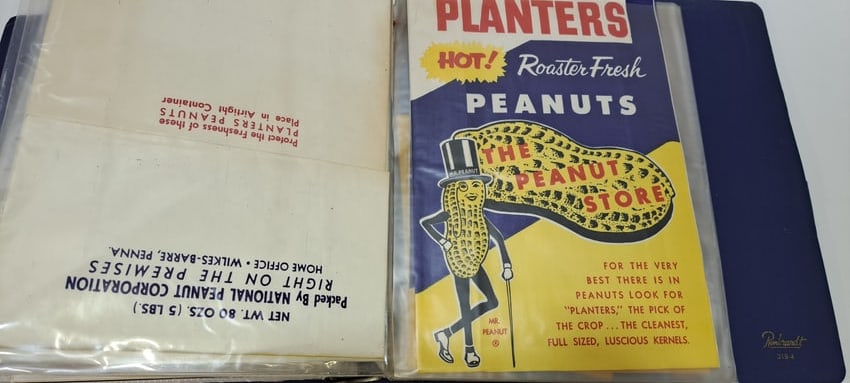 NET WT. 80 OZS. (5 LBS.)
Packed By NATIONAL PEANUT CORPORATION
RIGHT ON THE PREMISES
HOME OFFICE • WILKES-BARRE, PENNA.
Protect the Freshness of these
PLANTERS PEANUTS
Place in Airtight Container
PLANTERS
HOT! Roaster Fresh
PEANUTS
THE
PEANUT
STORE
MR. PEANUT
FOR THE VERY
BEST THERE IS IN
PEANUTS LOOK FOR
"PLANTERS," THE PICK OF
THE CROP...THE CLEANEST,
FULL SIZED, LUSCIOUS KERNELS.
MR.
PEANUT
®
Rembrandt